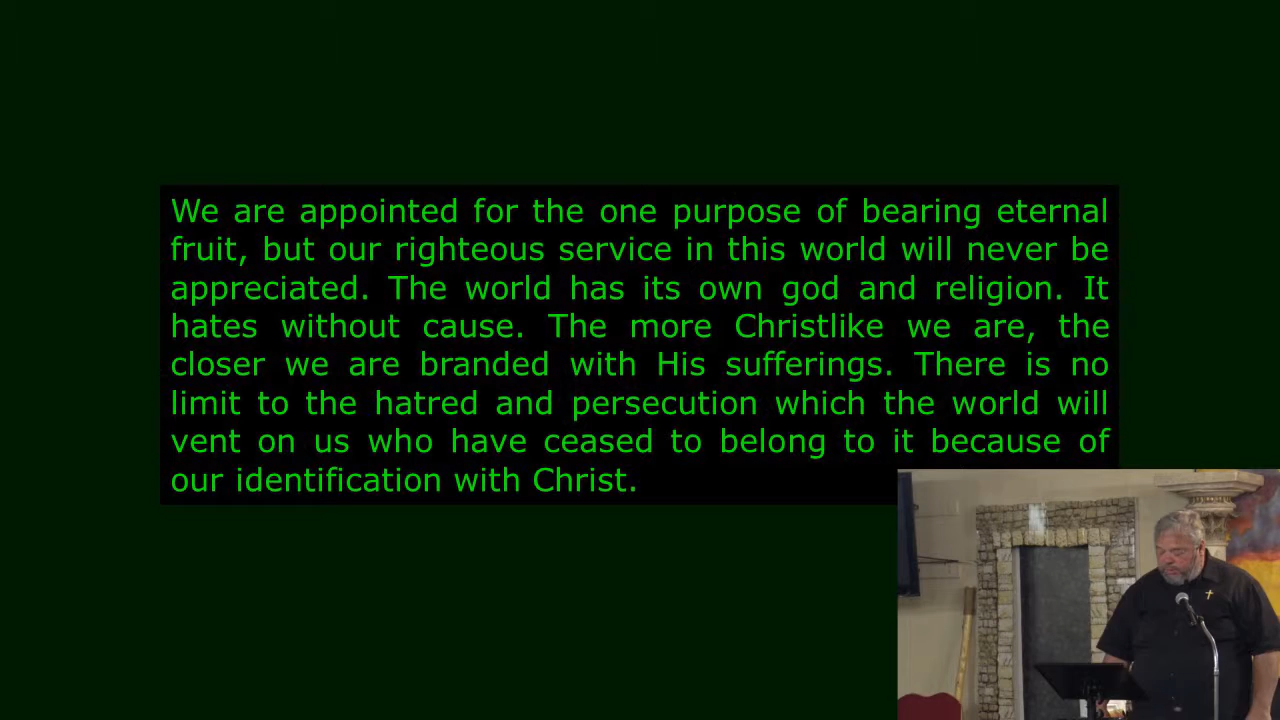 We are appointed for the one purpose of bearing eternal
fruit, but our righteous service in this world will never be
appreciated. The world has its own god and religion. It
hates without cause. The more Christlike we are, the
closer we are branded with His sufferings. There is no
limit to the hatred and persecution which the world will
vent on us who have ceased to belong to it because of
our identification with Christ.